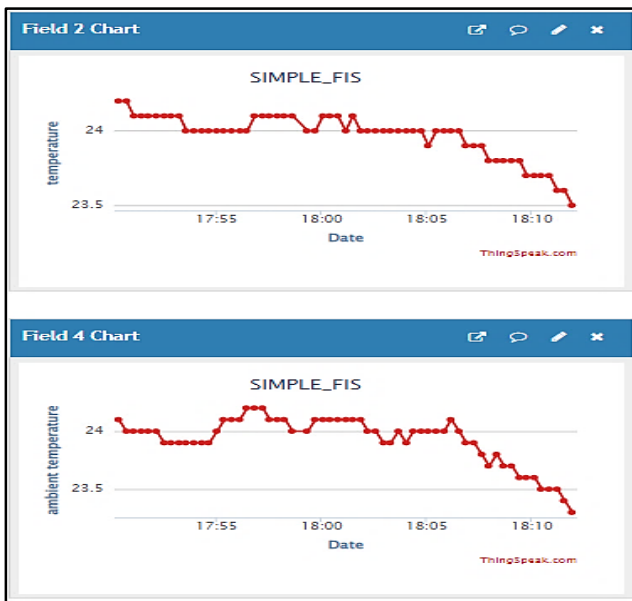 Field 2 Chart
SIMPLE_FIS
temperature
24
23.5
17:55 18:00 18:05 18:10
Date
ThingSpeak.com
Field 4 Chart
SIMPLE_FIS
ambient temperature
24
23.5
17:55 18:00 18:05 18:10
Date
ThingSpeak.com